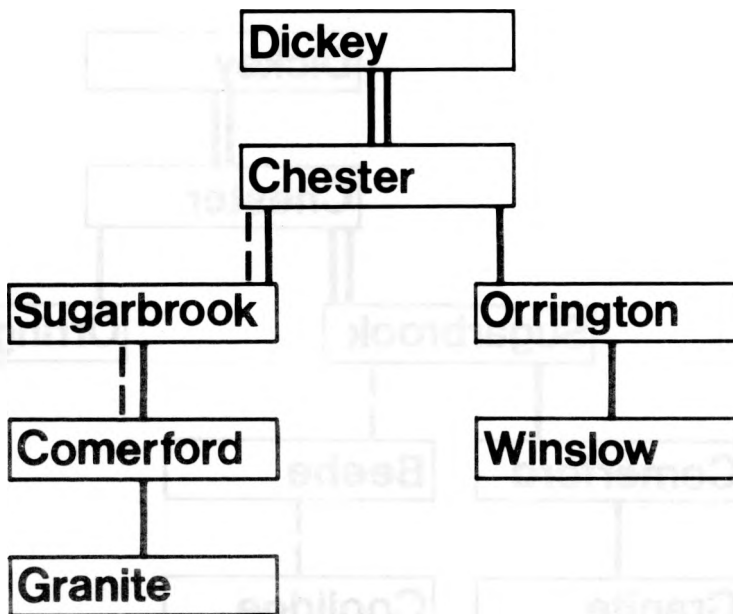 Dickey
Chester
Sugarbrook
Orrington
Comerford
Winslow
Granite